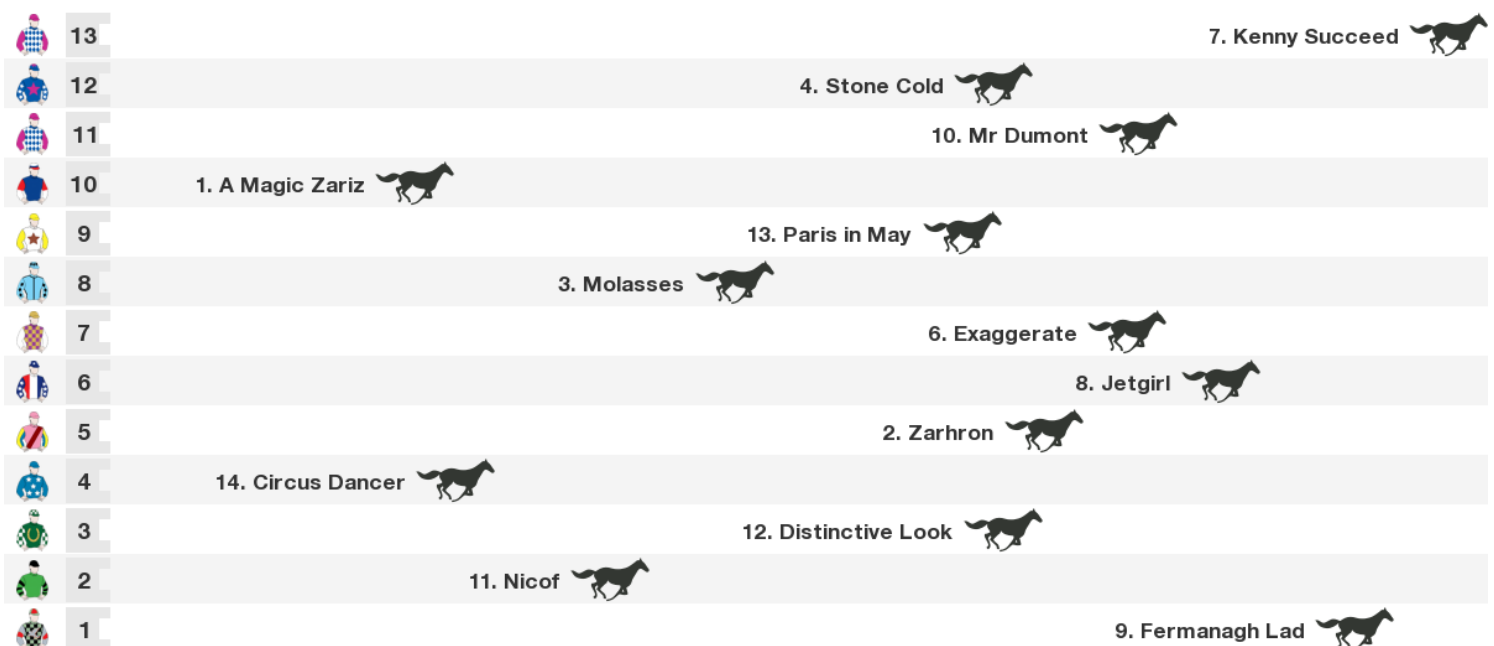 13 7. Kenny Succeed
12 4. Stone Cold
11 10. Mr Dumont
10 1. A Magic Zariz
9 13. Paris in May
8 3. Molasses
7 6. Exaggerate
6 8. Jetgirl
5 2. Zarhron
4 14. Circus Dancer
3 12. Distinctive Look
2 11. Nicof
1 9. Fermanagh Lad